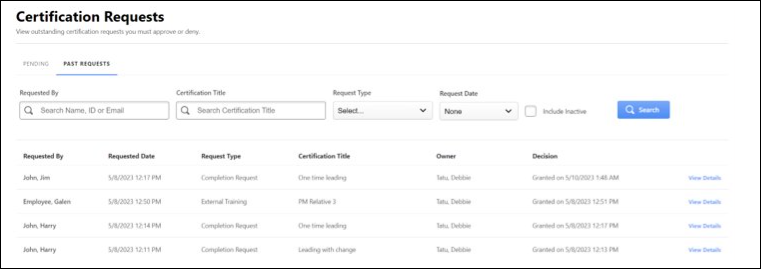 Certification Requests
View outstanding certification requests you must approve or deny.
PENDING PAST REQUESTS
Requested By Certification Title Request Type Request Date
Search Name, ID or Email Search Certification Title Select... None Include Inactive Search
Requested By Requested Date Request Type Certification Title Owner Decision
John, Jim 5/8/2023 12:17 PM Completion Request One time leading Tatu, Debbie Granted on 5/10/2023 1:48 AM View Details
Employee, Galen 5/8/2023 12:50 PM External Training PM Relative 3 Tatu, Debbie Granted on 5/8/2023 12:51 PM View Details
John, Harry 5/8/2023 12:14 PM Completion Request One time leading Tatu, Debbie Granted on 5/8/2023 12:17 PM View Details
John, Harry 5/8/2023 12:11 PM Completion Request Leading with change Tatu, Debbie Granted on 5/8/2023 12:13 PM View Details